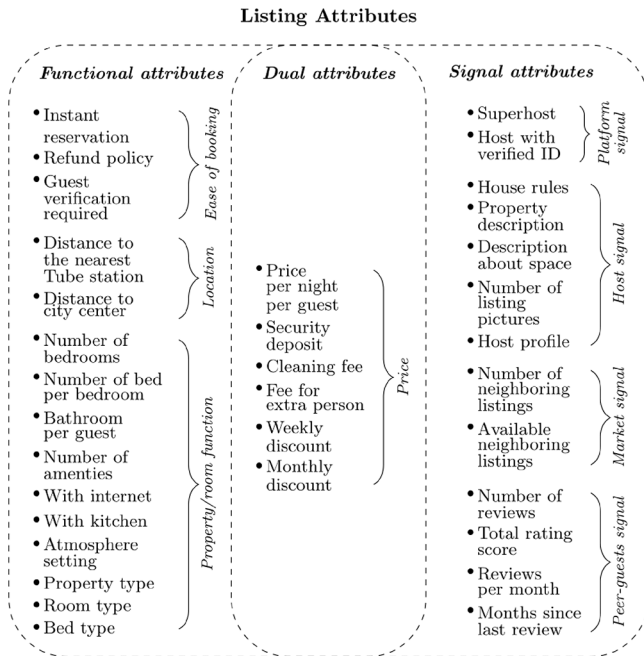 Listing Attributes
Functional attributes
• Instant
reservation
• Refund policy
• Guest
verification
required
Ease of booking
• Distance to
the nearest
Tube station
• Distance to
city center
Location
• Number of
bedrooms
• Number of bed
per bedroom
• Bathroom
per guest
• Number of
amenties
• With internet
• With kitchen
• Atmosphere
setting
• Property type
• Room type
• Bed type
Property/room function
Dual attributes
• Price
per night
per guest
• Security
deposit
• Cleaning fee
• Fee for
extra person
• Weekly
discount
• Monthly
discount
Price
Signal attributes
• Superhost
• Host with
verified ID
Platform
signal
• House rules
• Property
description
• Description
about space
• Number of
listing
pictures
• Host profile
Host signal
• Number of
neighboring
listings
• Available
neighboring
listings
Market signal
• Number of
reviews
• Total rating
score
• Reviews
per month
• Months since
last review
Peer-guests signal